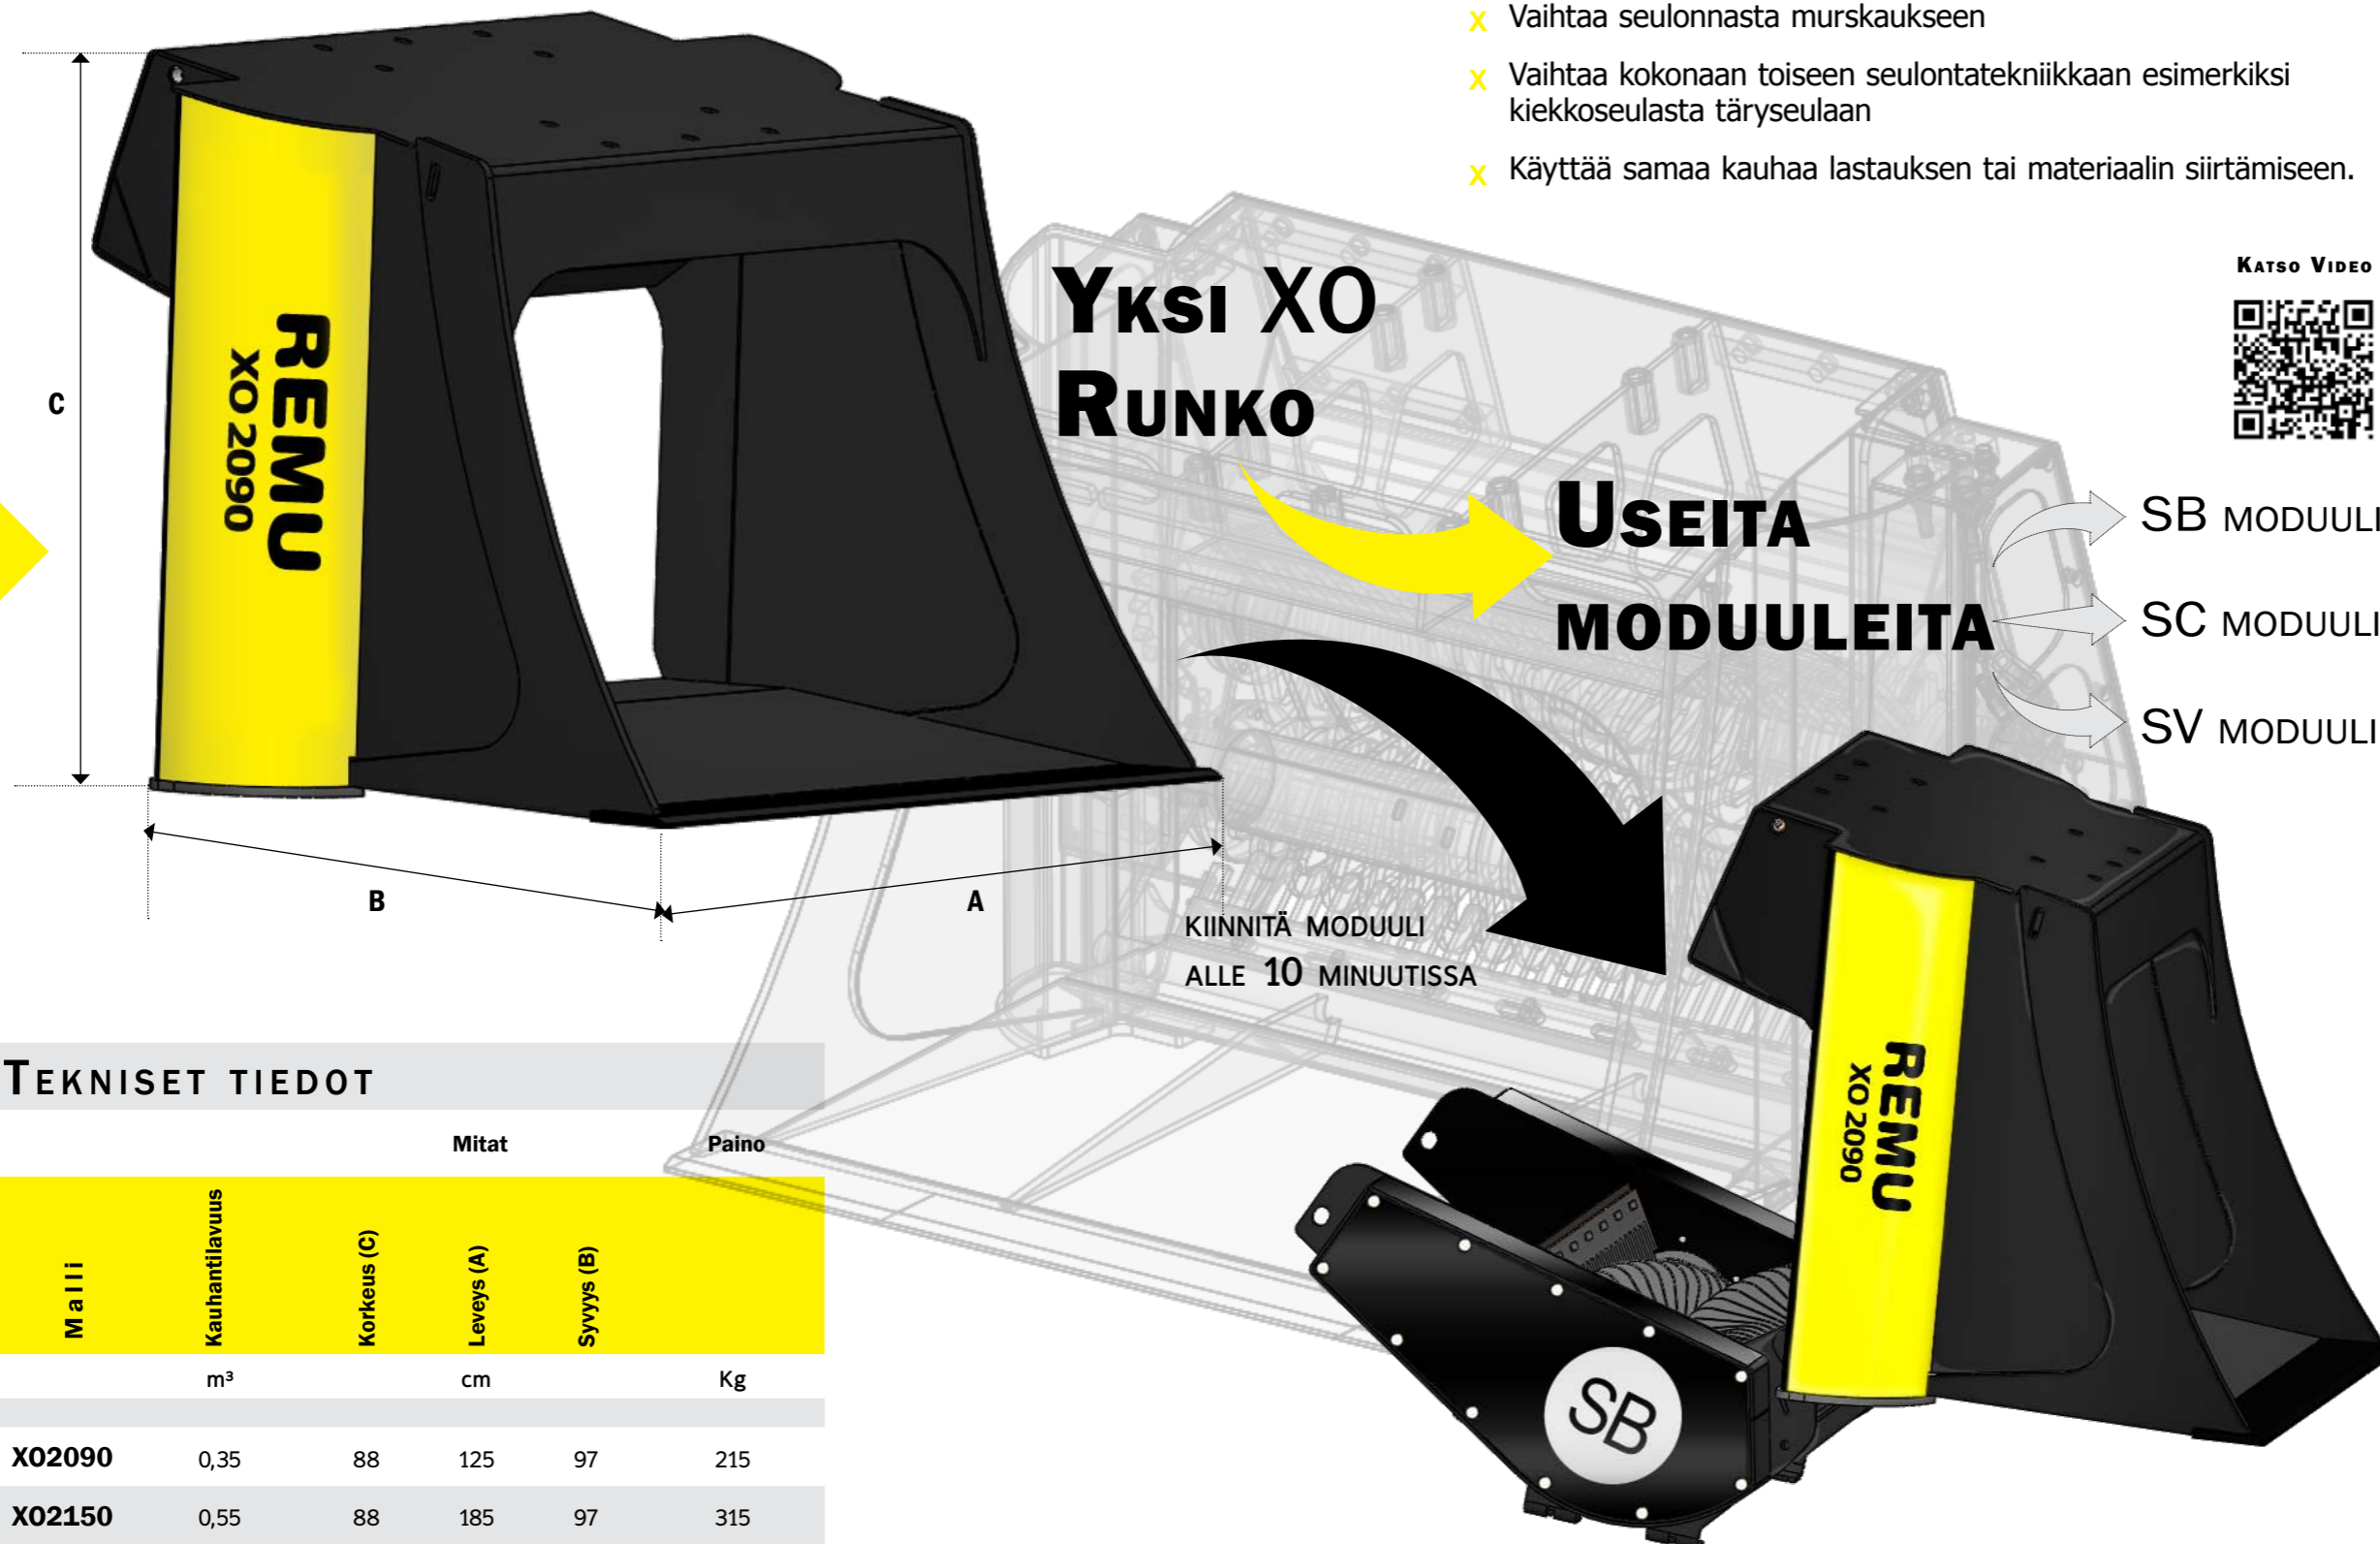 x Vaihtaa seulonnasta murskaukseen
x Vaihtaa kokonaan toiseen seulontatekniikkaan esimerkiksi
kiekkoseulasta täryseulaan
x Käyttää samaa kauhaa lastauksen tai materiaalin siirtämiseen.
KATSO VIDEO
YKSI XO
RUNKO
USEITA
MODUULEITA
SB MODUULI
SC MODUULI
SV MODUULI
C
REMU
XO 2090
B
A
KIINNITÄ MODUULI
ALLE 10 MINUUTISSA
REMU
XO 2090
SB
TEKNISET TIEDOT
Mitat Paino
Malli Kauhantilavuus Korkeus (C) Leveys (A) Syvyys (B)
m³ cm Kg
XO2090 0,35 88 125 97 215
XO2150 0,55 88 185 97 315